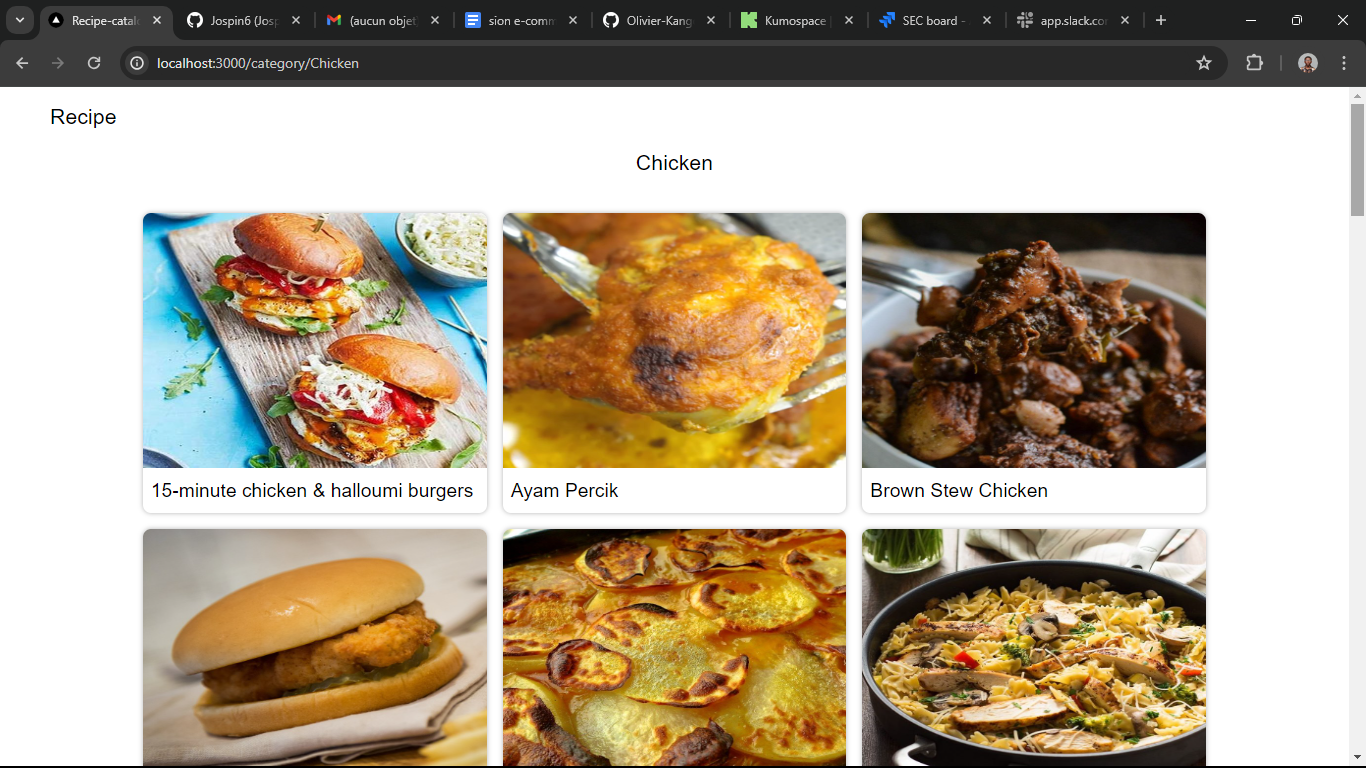 Recipe-catalo
Jospin6 (Josp
(aucun objet
sion e-comm
Olivier-Kang
Kumospace |
SEC board -
app.slack.co
localhost:3000/category/Chicken
Recipe
Chicken
15-minute chicken & halloumi burgers
Ayam Percik
Brown Stew Chicken